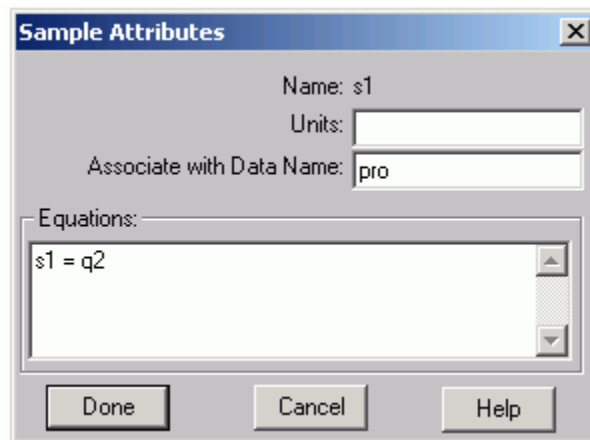 Sample Attributes
Name: s1
Units:
Associate with Data Name: pro
Equations:
s1 = q2
Done Cancel Help